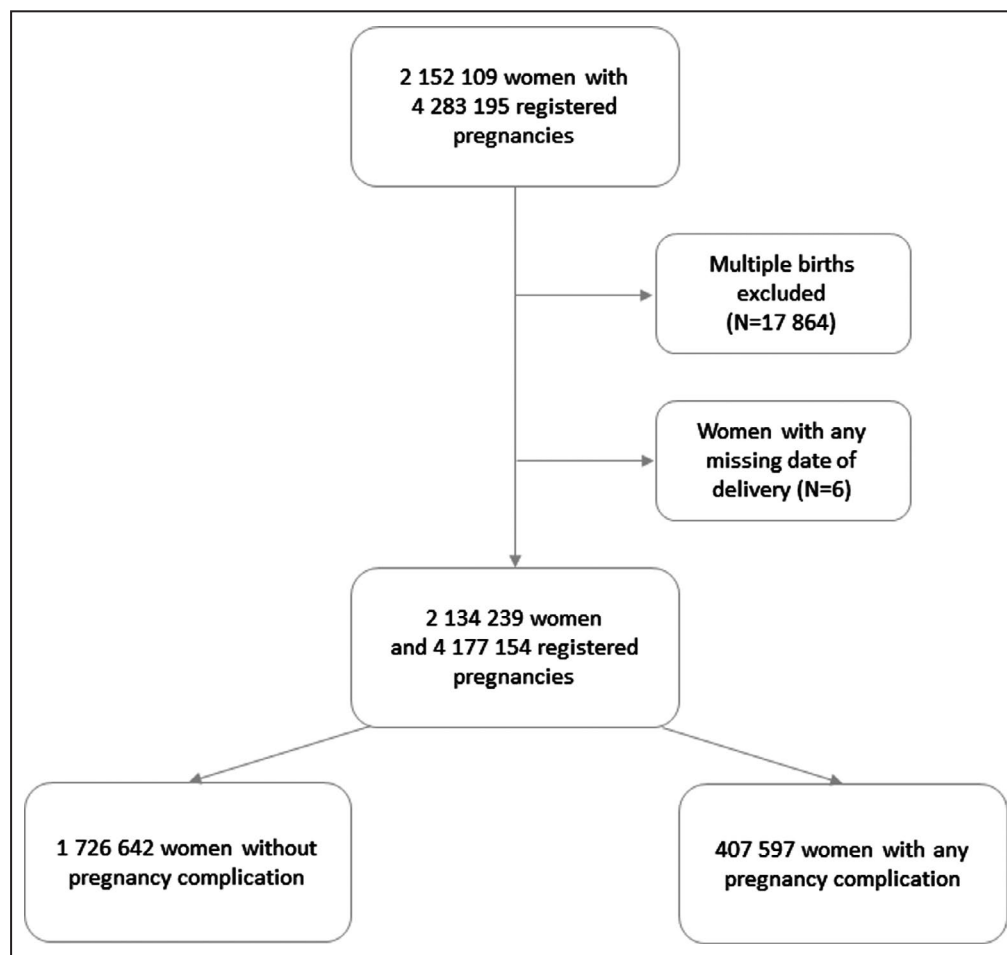 2 152 109 women with
4 283 195 registered
pregnancies
Multiple births
excluded
(N=17 864)
Women with any
missing date of
delivery (N=6)
2 134 239 women
and 4 177 154 registered
pregnancies
1 726 642 women without
pregnancy complication
407 597 women with any
pregnancy complication